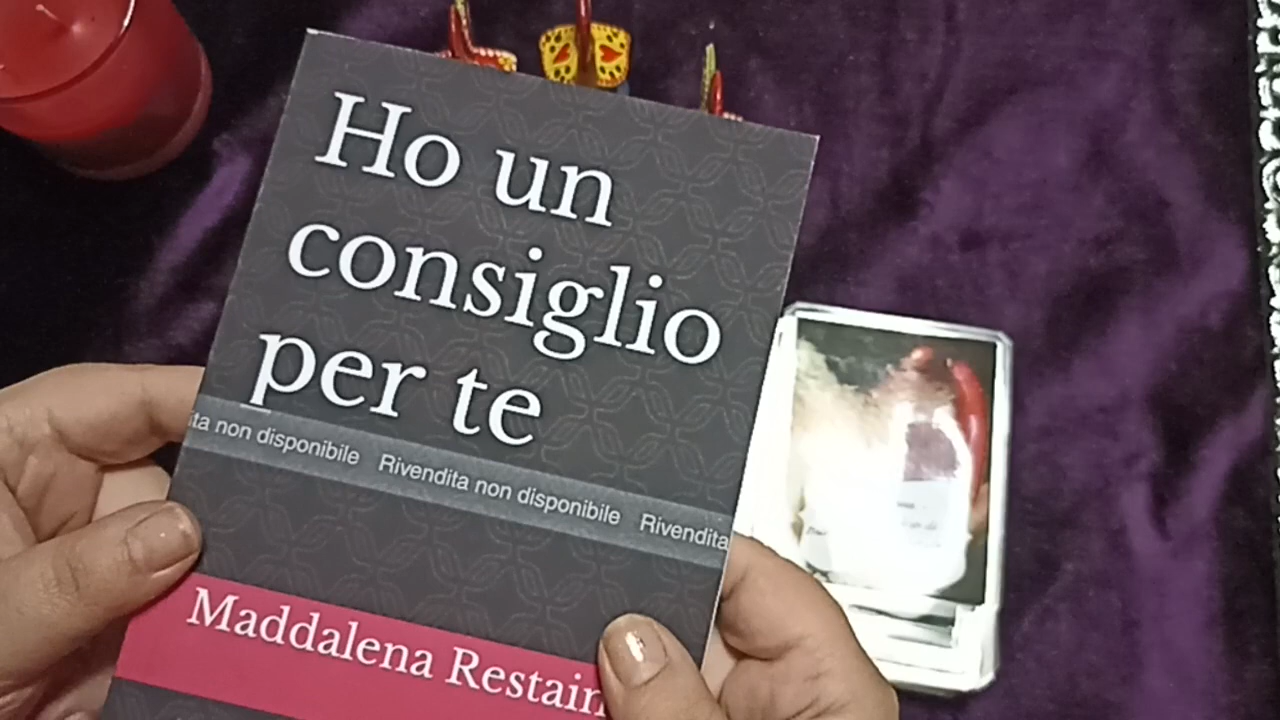 Ho un
consiglio
per te
ita non disponibile Rivendita non disponibile Rivendita
Maddalena Restain